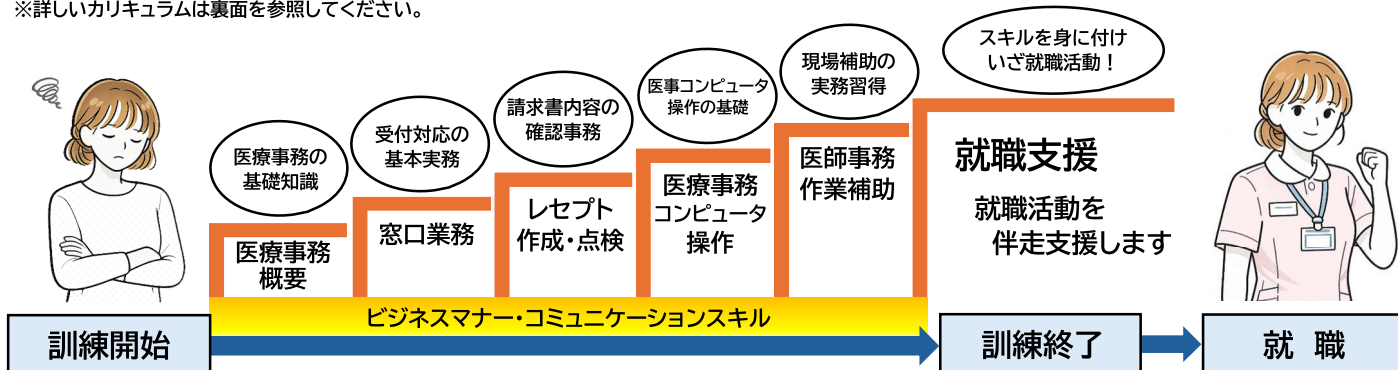 ※詳しいカリキュラムは裏面を参照してください。
医療事務の
基礎知識
受付対応の
基本実務
請求書内容の
確認事務
医事コンピュータ
操作の基礎
現場補助の
実務習得
スキルを身に付け
いざ就職活動！
医療事務
概要
窓口業務
レセプト
作成・点検
医療事務
コンピュータ
操作
医師事務
作業補助
就職支援
就職活動を
伴走支援します
ビジネスマナー・コミュニケーションスキル
訓練開始
訓練終了
就 職